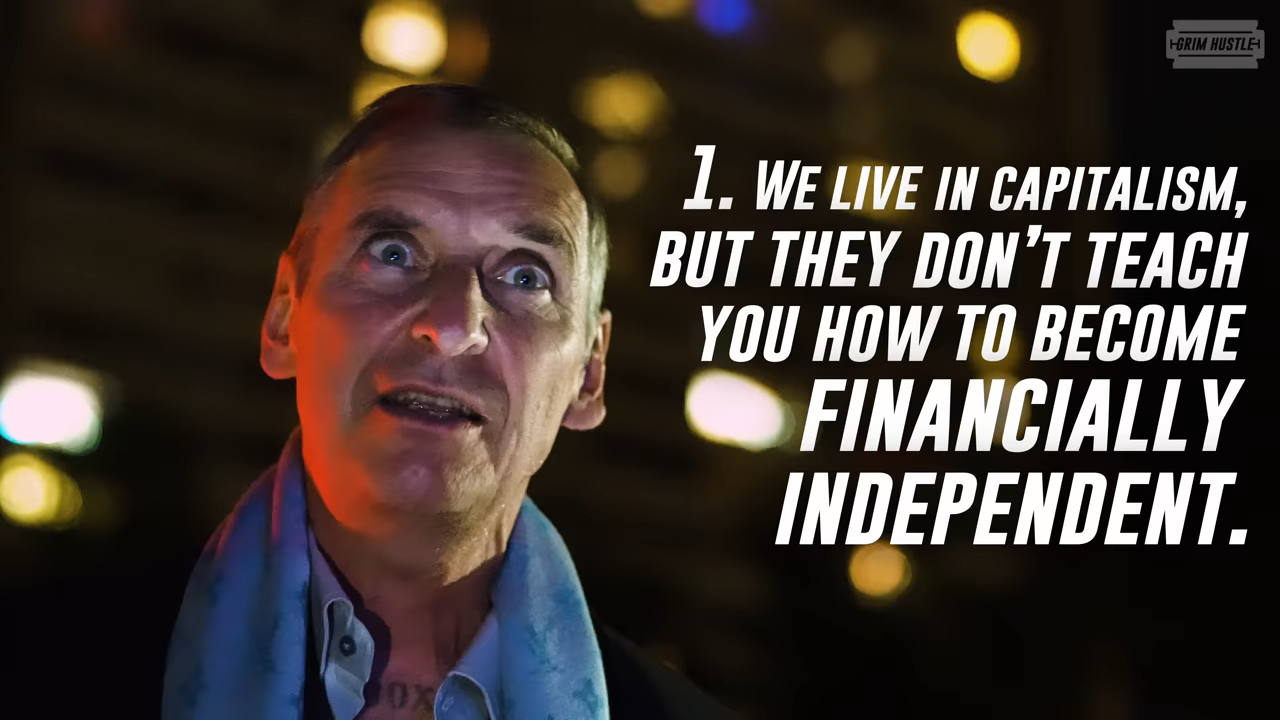 GRIM HUSTLE
1. WE LIVE IN CAPITALISM,
BUT THEY DON'T TEACH
YOU HOW TO BECOME
FINANCIALLY
INDEPENDENT.